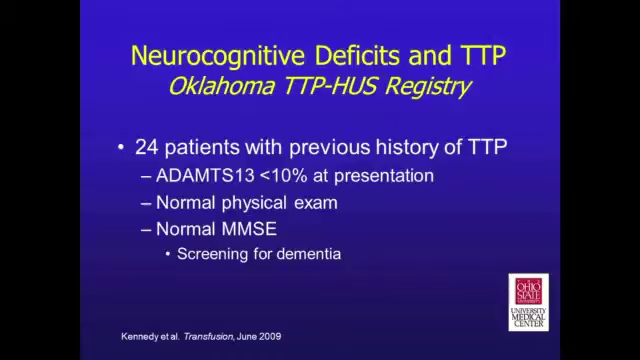 Neurocognitive Deficits and TTP
Oklahoma TTP-HUS Registry
• 24 patients with previous history of TTP
– ADAMTS13 <10% at presentation
– Normal physical exam
– Normal MMSE
• Screening for dementia
OHIO
STATE
UNIVERSITY
MEDICAL
CENTER
Kennedy et al. Transfusion, June 2009